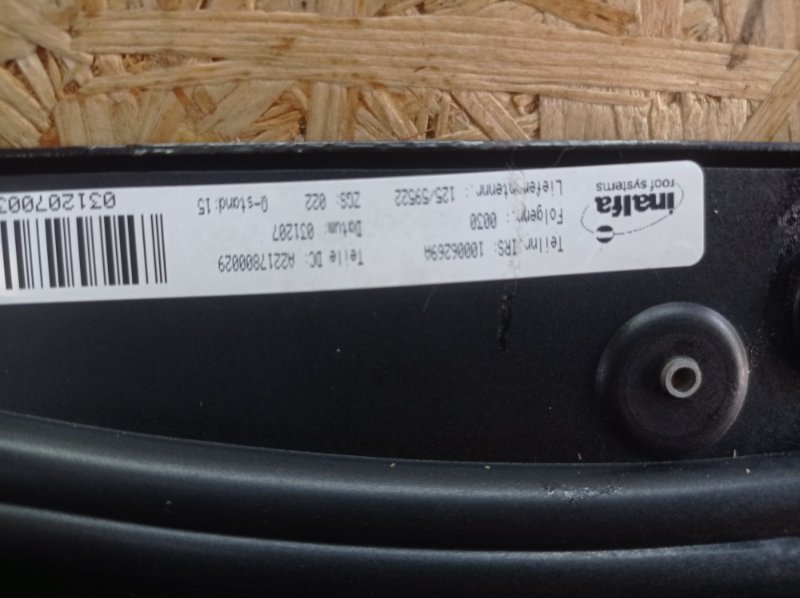 inalfa
roof systems
Teilnr.IRS: 10006269A
Teile DC: A2217800029
Folgenr. : 0030
Datum: 031207
Lieferantennr. : 125/59522
ZGS: 022
Q-stand:15
031207003